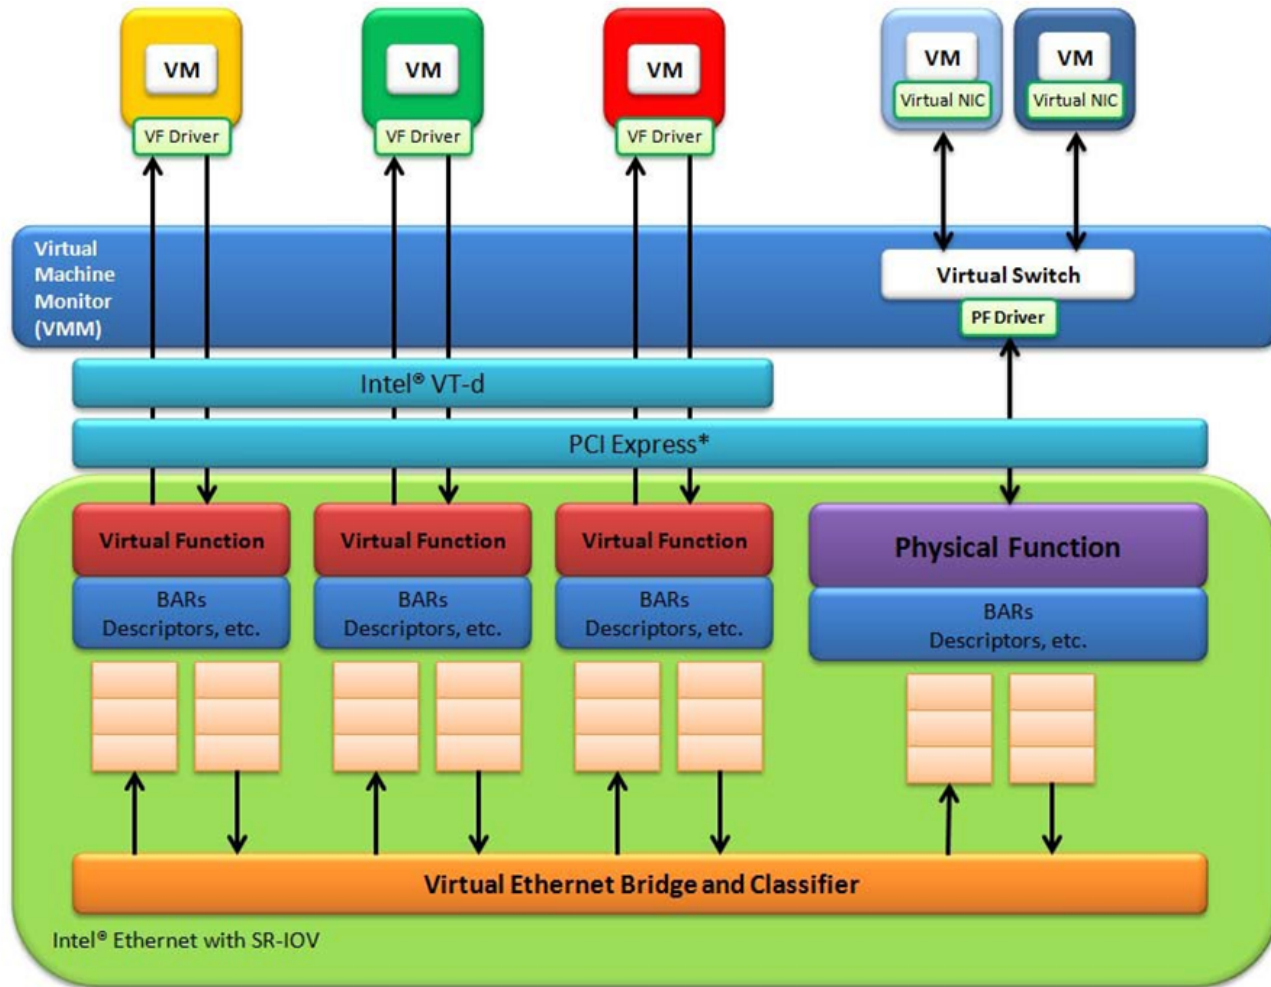 VM
VM
VM
VM
VM
Virtual NIC
Virtual NIC
VF Driver
VF Driver
VF Driver
Virtual
Machine
Monitor
(VMM)
Virtual Switch
PF Driver
Intel® VT-d
PCI Express*
Virtual Function
Virtual Function
Virtual Function
Physical Function
BARs
Descriptors, etc.
BARs
Descriptors, etc.
BARs
Descriptors, etc.
BARs
Descriptors, etc.
Virtual Ethernet Bridge and Classifier
Intel® Ethernet with SR-IOV